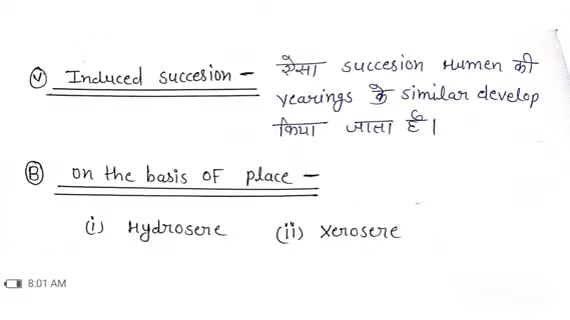 (v) Induced succesion - ऐसा succesion Humen की
yearings के similar develop
किया जाता है।
(B) on the basis of place -
(i) Hydrosere (ii) Xerosere
8:01 AM